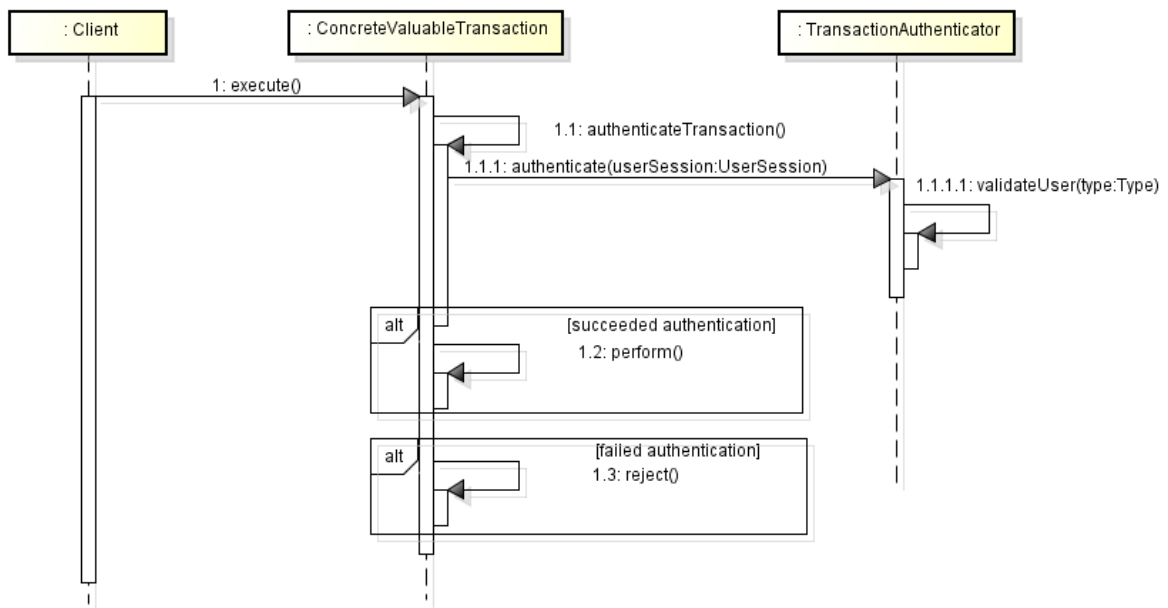 : Client
: ConcreteValuableTransaction
: TransactionAuthenticator
1: execute()
1.1: authenticateTransaction()
1.1.1: authenticate(userSession:UserSession)
1.1.1.1: validateUser(type:Type)
alt
[succeeded authentication]
1.2: perform()
alt
[failed authentication]
1.3: reject()